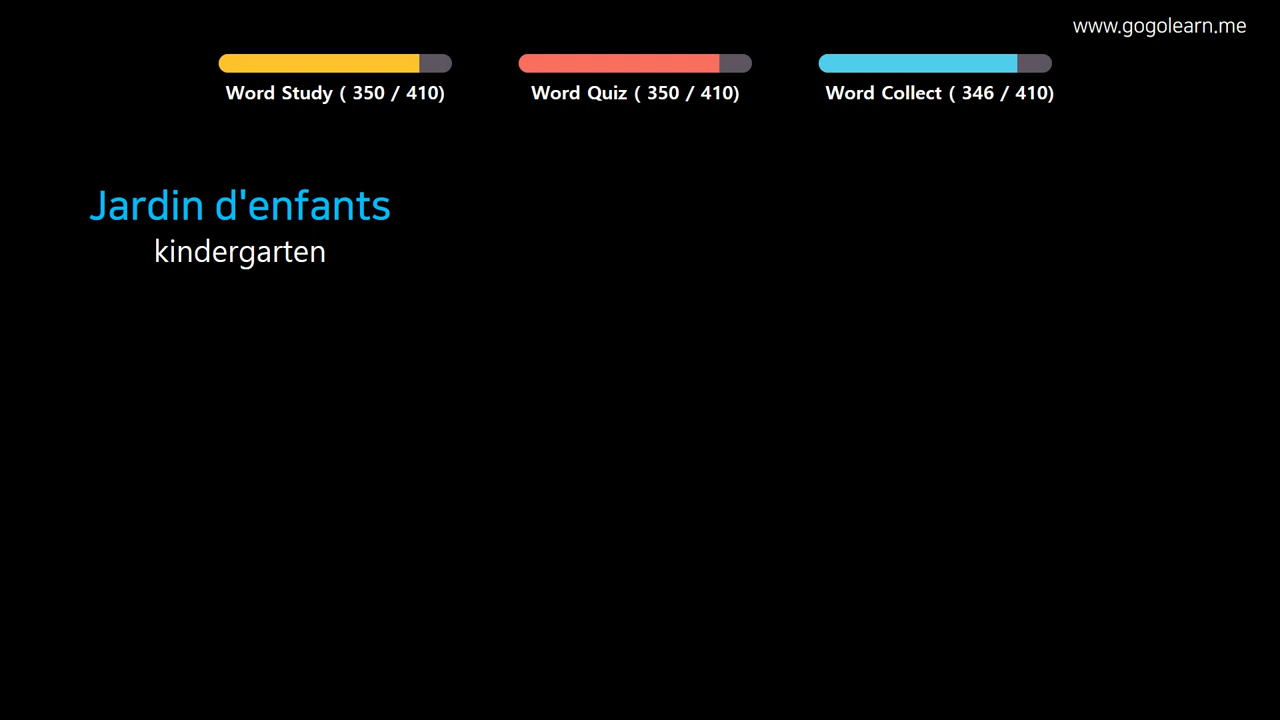 www.gogolearn.me
Word Study ( 350 / 410)
Word Quiz ( 350 / 410)
Word Collect ( 346 / 410)
Jardin d'enfants
kindergarten